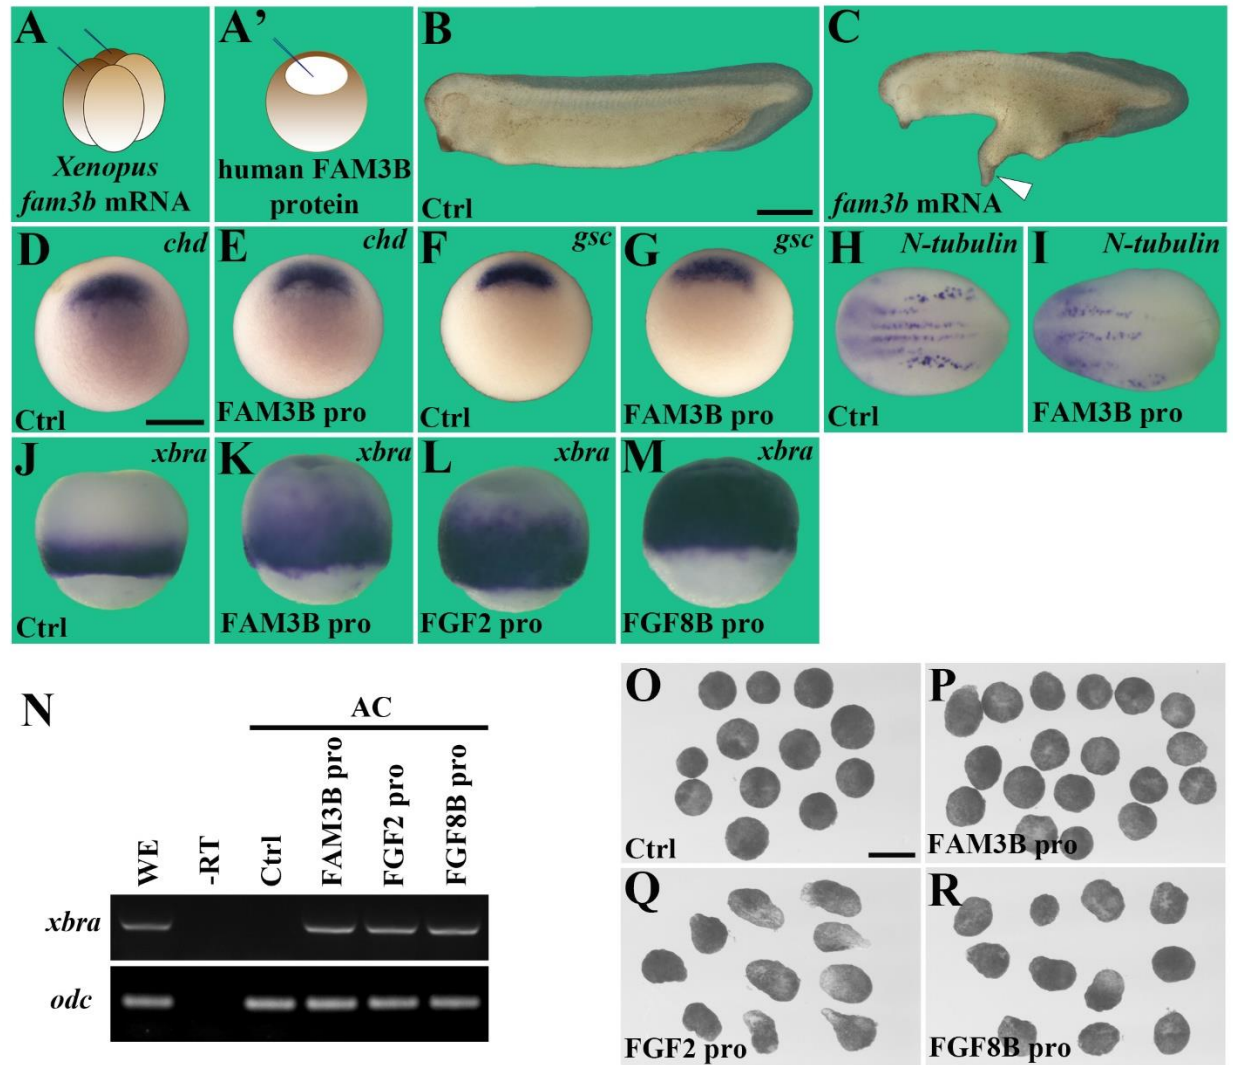 A
Xenopus
fam3b mRNA
A’
human FAM3B
protein
B
Ctrl
C
fam3b mRNA
D
chd
Ctrl
E
chd
FAM3B pro
F
gsc
Ctrl
G
gsc
FAM3B pro
H
N-tubulin
Ctrl
I
N-tubulin
FAM3B pro
J
xbra
Ctrl
K
xbra
FAM3B pro
L
xbra
FGF2 pro
M
xbra
FGF8B pro
N
AC
WE
-RT
Ctrl
FAM3B pro
FGF2 pro
FGF8B pro
xbra
odc
O
Ctrl
P
FAM3B pro
Q
FGF2 pro
R
FGF8B pro